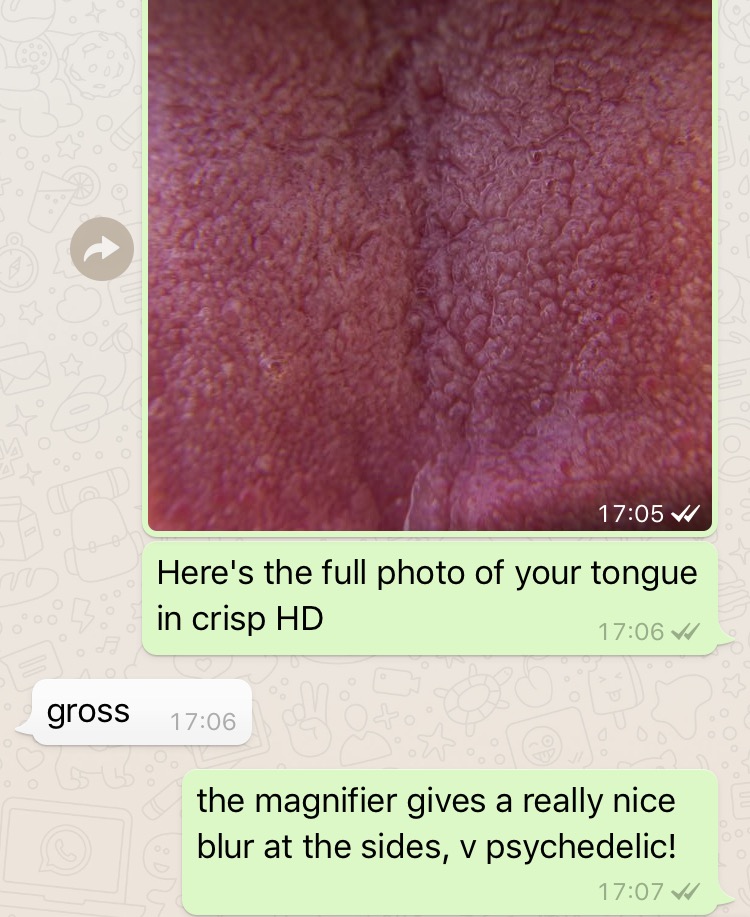 17:05
Here's the full photo of your tongue
in crisp HD
17:06
gross
17:06
the magnifier gives a really nice
blur at the sides, v psychedelic!
17:07